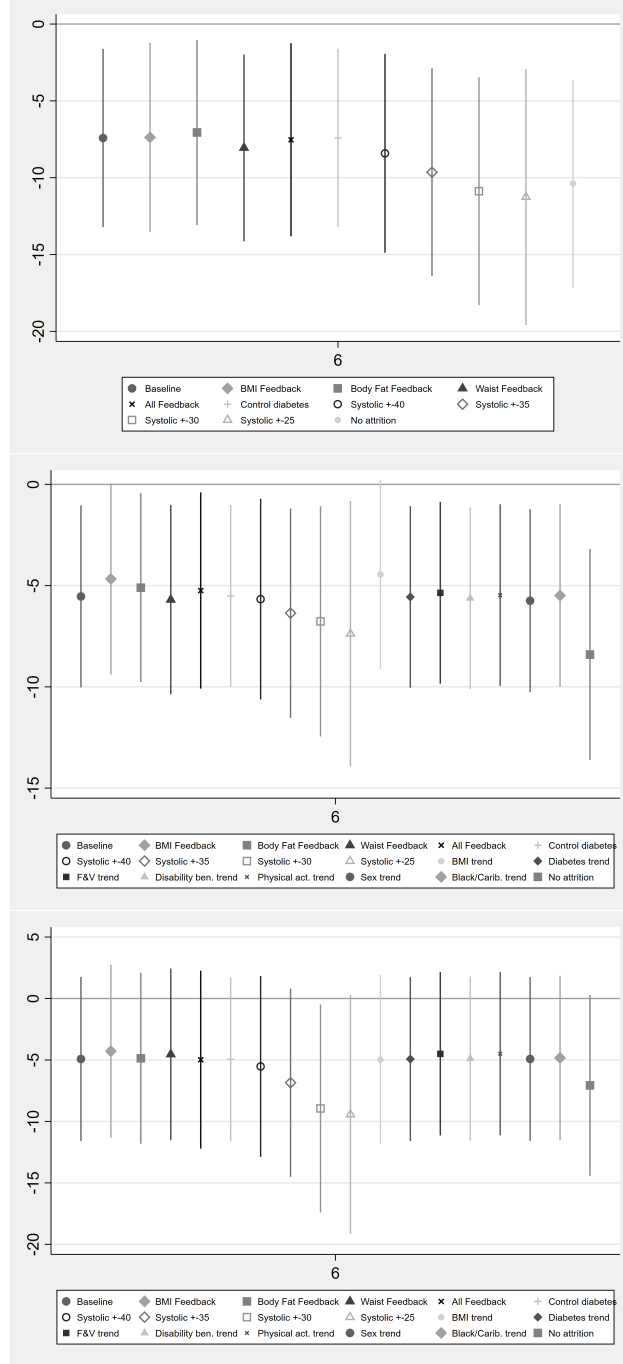 0
-5
-10
-15
-20
6
Baseline BMI Feedback Body Fat Feedback Waist Feedback
All Feedback Control diabetes Systolic +-40 Systolic +-35
Systolic +-30 Systolic +-25 No attrition
0
-5
-10
-15
6
Baseline BMI Feedback Body Fat Feedback Waist Feedback All Feedback Control diabetes
Systolic +-40 Systolic +-35 Systolic +-30 Systolic +-25 BMI trend Diabetes trend
F&V trend Disability ben. trend Physical act. trend Sex trend Black/Carib. trend No attrition
5
0
-5
-10
-15
-20
6
Baseline BMI Feedback Body Fat Feedback Waist Feedback All Feedback Control diabetes
Systolic +-40 Systolic +-35 Systolic +-30 Systolic +-25 BMI trend Diabetes trend
F&V trend Disability ben. trend Physical act. trend Sex trend Black/Carib. trend No attrition